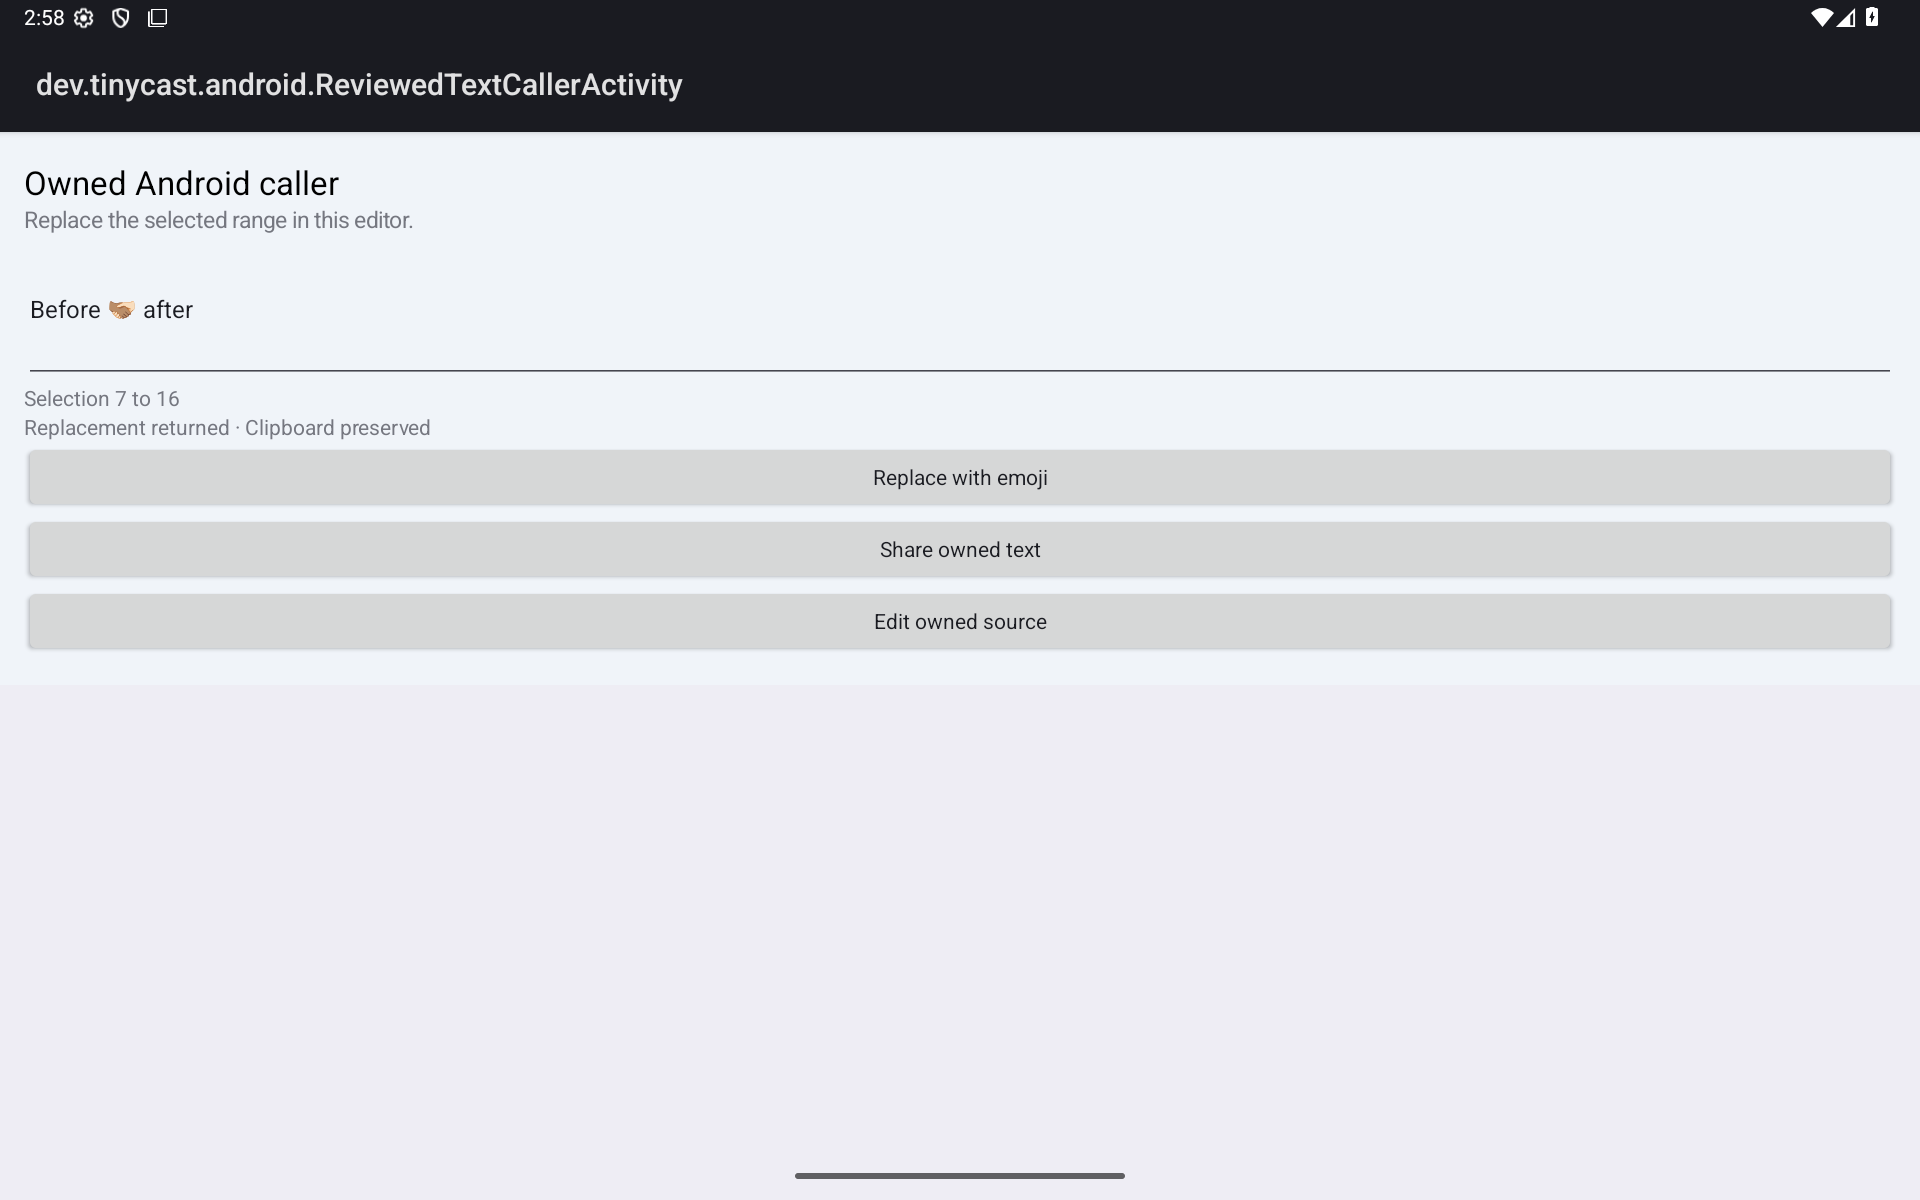 2:58
dev.tinycast.android.ReviewedTextCallerActivity
Owned Android caller
Replace the selected range in this editor.
Before 🫱🏽‍🫲🏻 after
Selection 7 to 16
Replacement returned · Clipboard preserved
Replace with emoji
Share owned text
Edit owned source